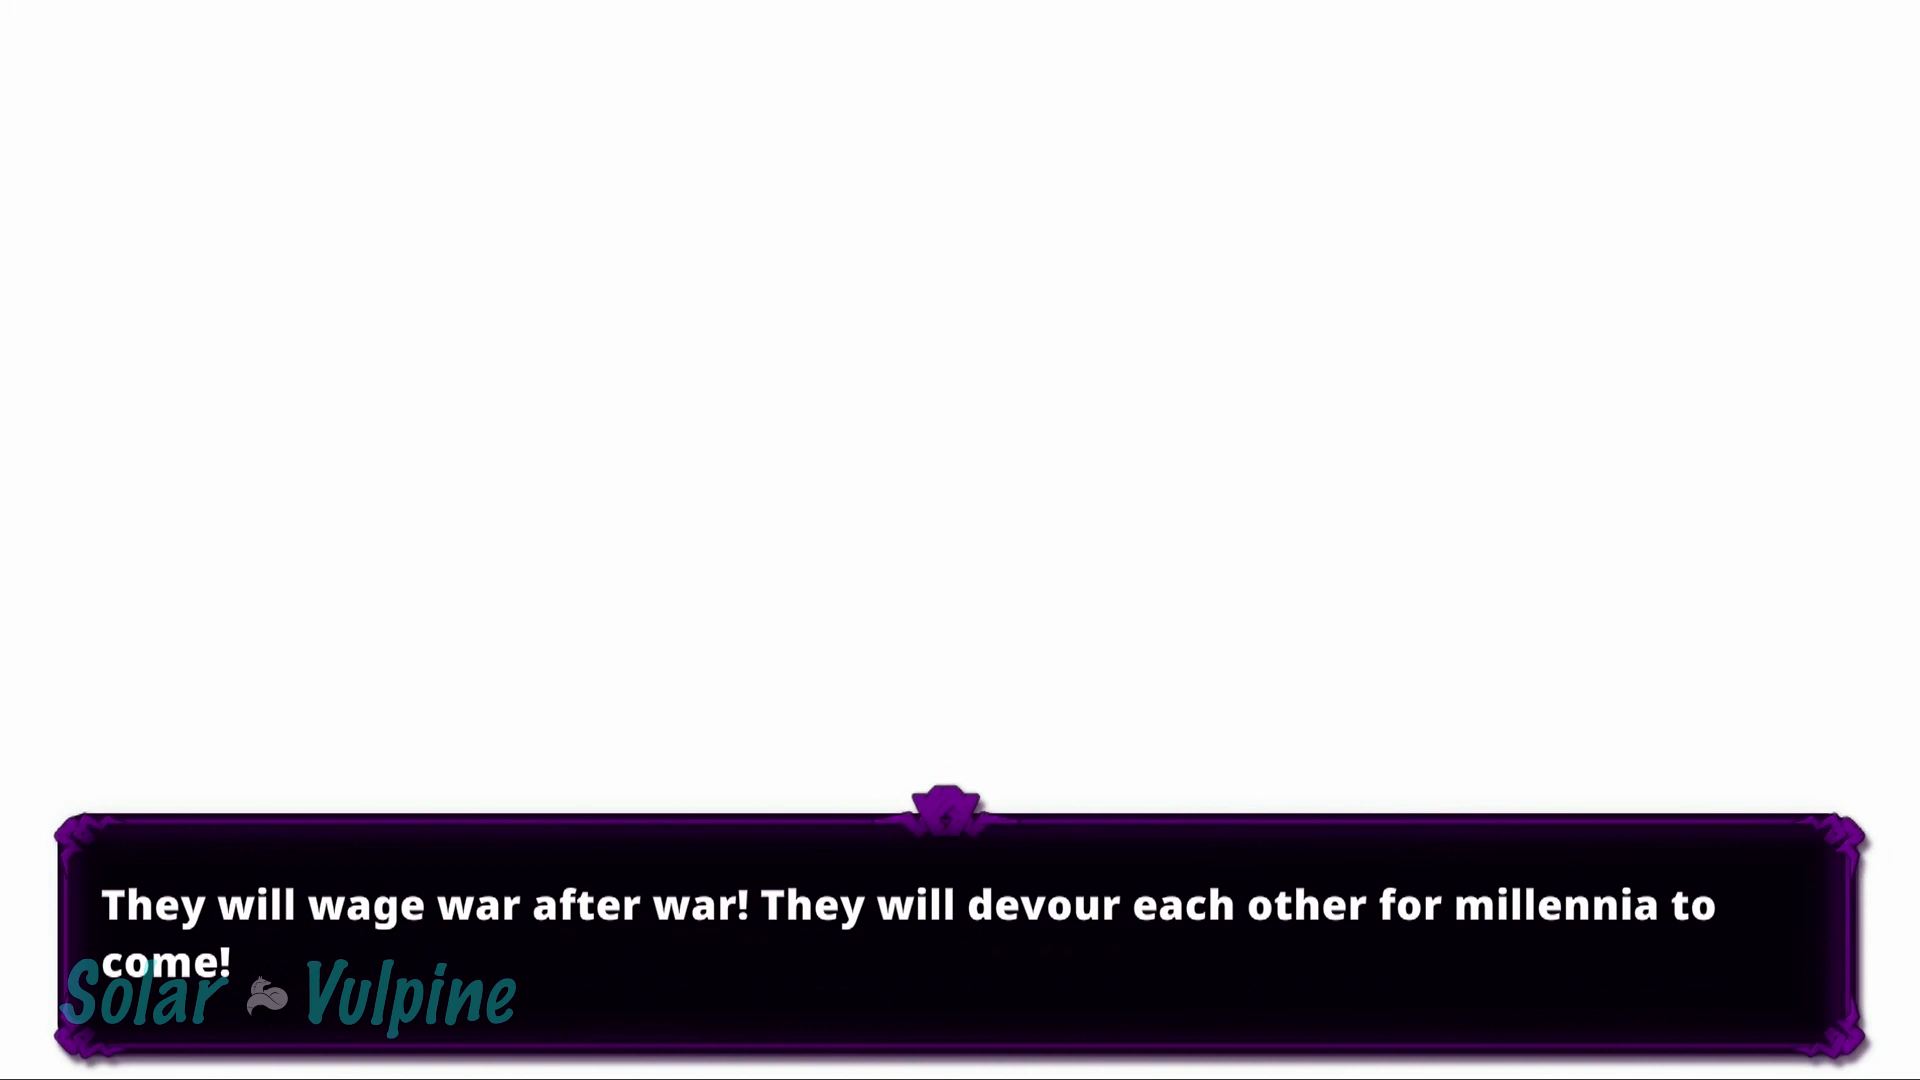 They will wage war after war! They will devour each other for millennia to
come!
Solar Vulpine